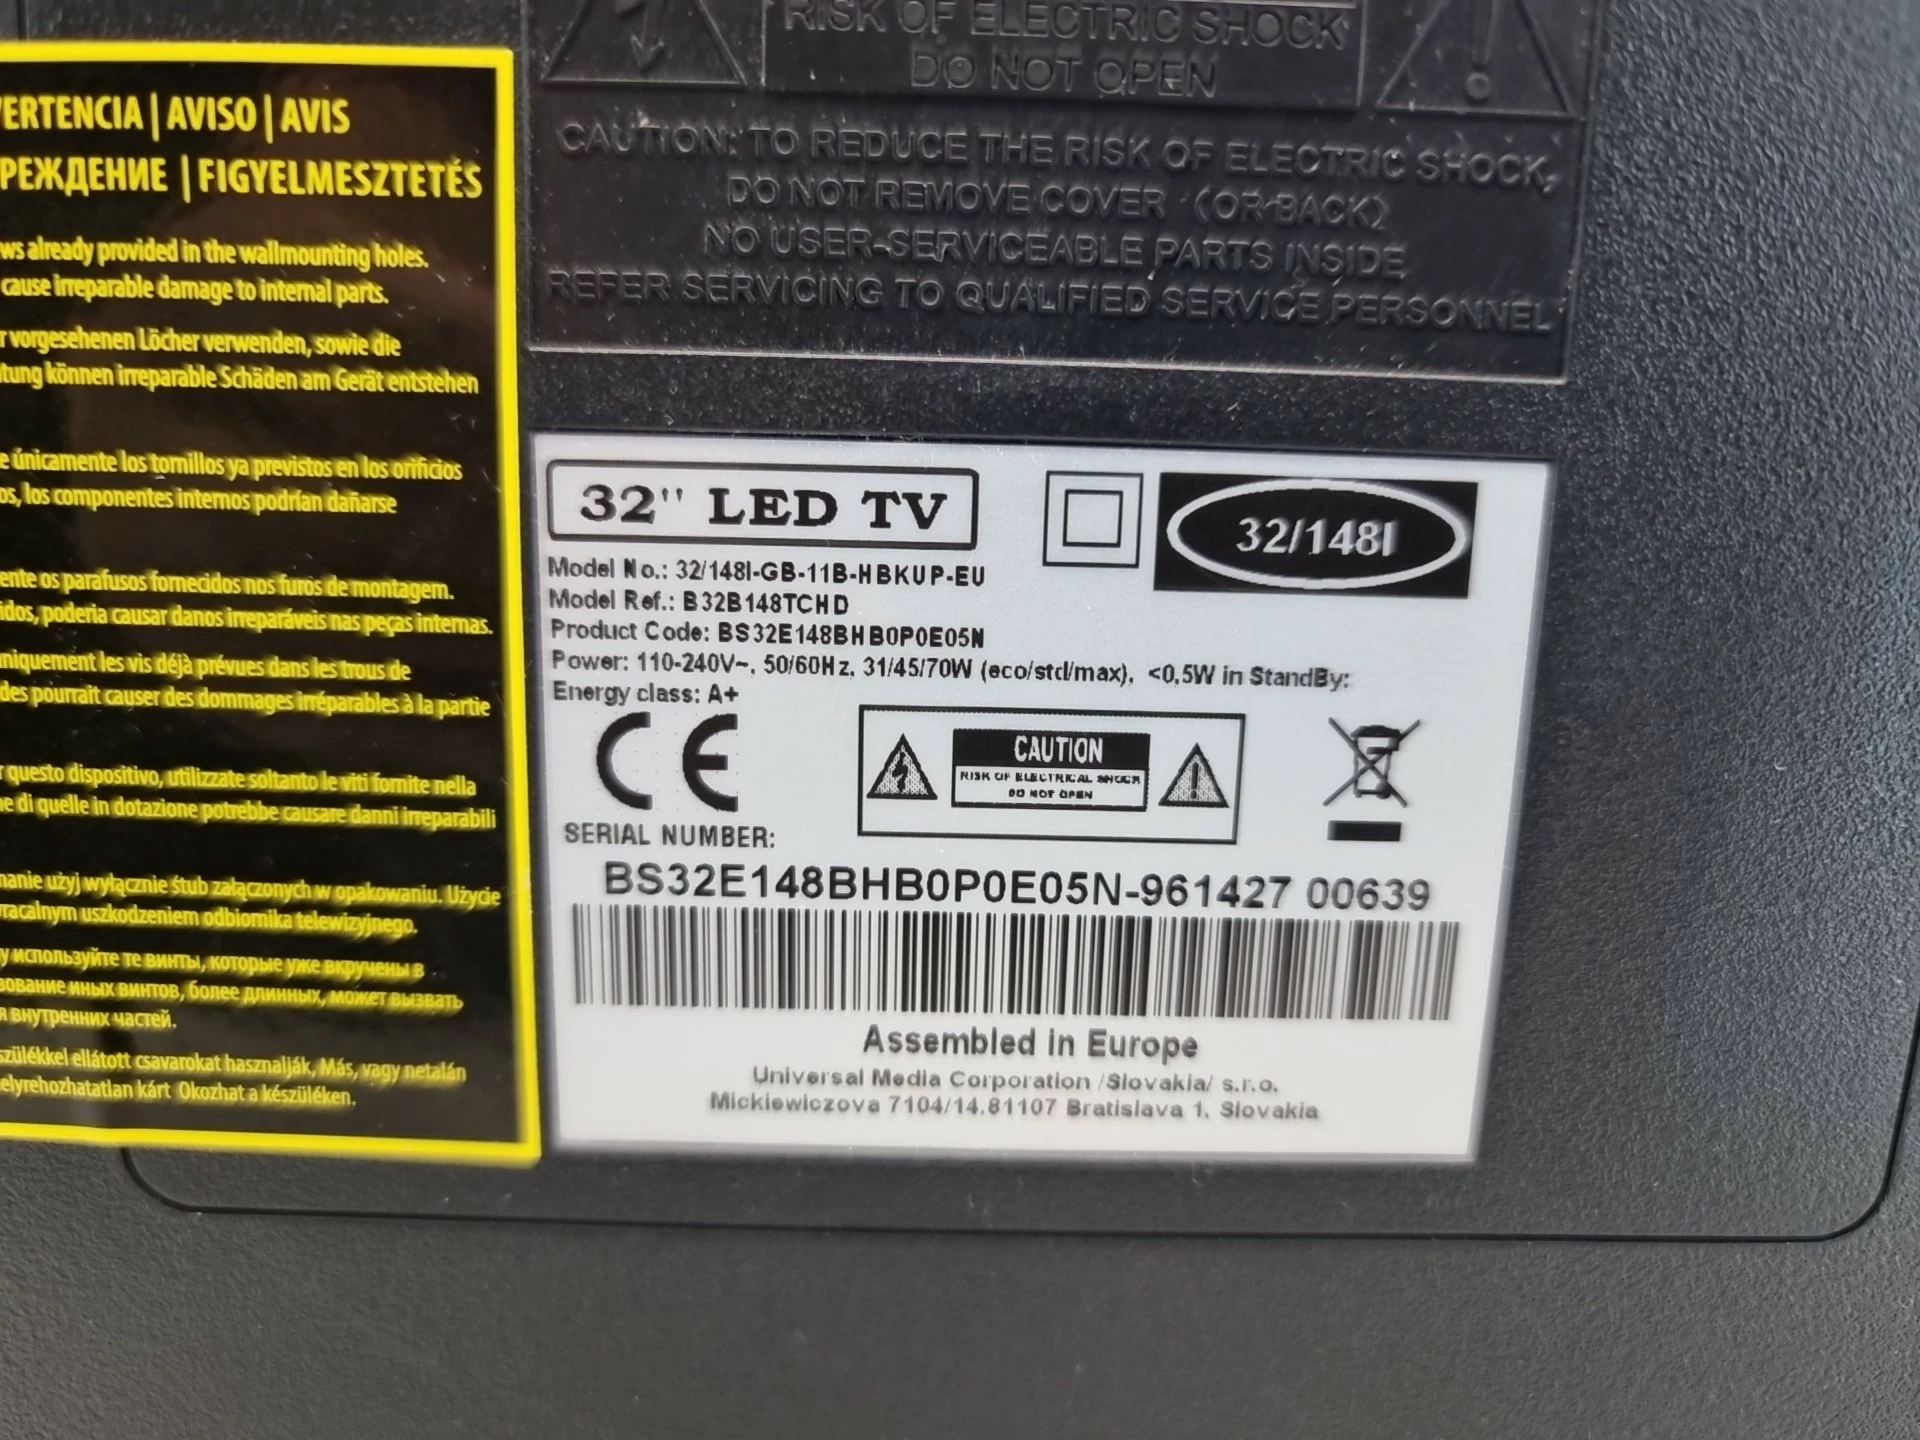 RISK OF ELECTRIC SHOCK
DO NOT OPEN
CAUTION: TO REDUCE THE RISK OF ELECTRIC SHOCK,
DO NOT REMOVE COVER (OR BACK)
NO USER-SERVICEABLE PARTS INSIDE
REFER SERVICING TO QUALIFIED SERVICE PERSONNEL
ERTENCIA | AVISO | AVIS
РЕЖДЕНИЕ | FIGYELMESZTETÉS
ws already provided in the wallmounting holes.
cause irreparable damage to internal parts.
r vorgesehenen Löcher verwenden, sowie die
tung können irreparable Schäden am Gerät entstehen
e únicamente los tornillos ya previstos en los orificios
os, los componentes internos podrían dañarse
ente os parafusos fornecidos nos furos de montagem.
idos, poderia causar danos irreparáveis nas peças internas.
niquement les vis déjà prévues dans les trous de
des pourrait causer des dommages irréparables à la partie
r questo dispositivo, utilizzate soltanto le viti fornite nella
e di quelle in dotazione potrebbe causare danni irreparabili
nanie użyj wyłącznie śrub załączonych w opakowaniu. Użycie
racalnym uszkodzeniem odbiornika telewizyjnego.
у используйте те винты, которые уже вкручены в
зование иных винтов, более длинных, может вызвать
я внутренних частей.
szülékkel ellátott csavarokat használják, Más, vagy netalán
elyrehozhatatlan kárt Okozhat a készüléken.
32" LED TV
32/148I
Model No.: 32/148I-GB-11B-HBKUP-EU
Model Ref.: B32B148TCHD
Product Code: BS32E148BHB0P0E05N
Power: 110-240V~, 50/60Hz, 31/45/70W (eco/std/max), <0,5W in StandBy:
Energy class: A+
CE
CAUTION
RISK OF ELECTRICAL SHOCK
DO NOT OPEN
SERIAL NUMBER:
BS32E148BHB0P0E05N-961427 00639
Assembled in Europe
Universal Media Corporation /Slovakia/ s.r.o.
Mickiewiczova 7104/14,81107 Bratislava 1, Slovakia